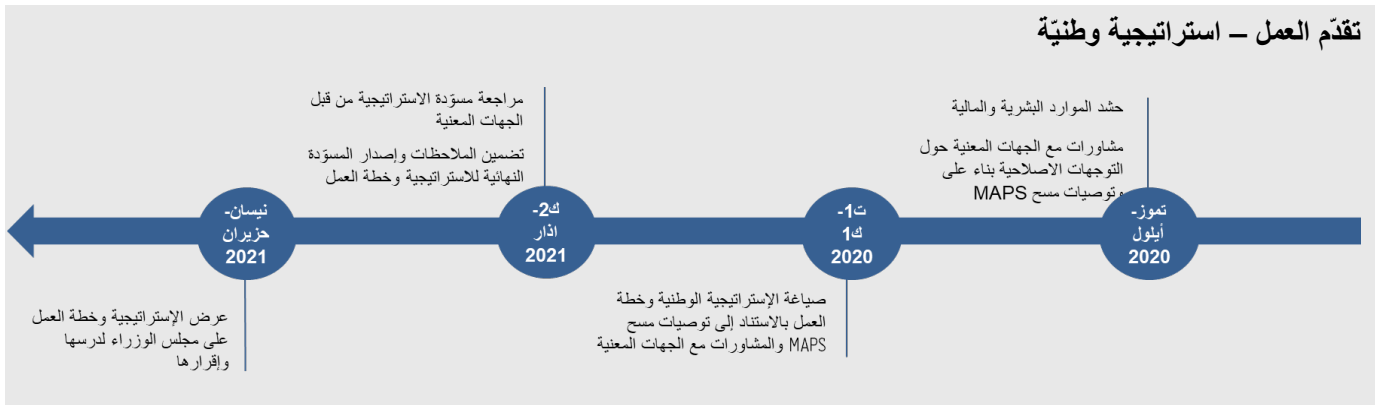 تقدّم العمل – استراتيجية وطنيّة
حشد الموارد البشرية والمالية
مشاورات مع الجهات المعنية حول
التوجهات الاصلاحية بناء على
وتوصيات مسح MAPS
تموز-
أيلول
2020
ت1-
ك1
2020
صياغة الإستراتيجية الوطنية وخطة
العمل بالاستناد إلى توصيات مسح
MAPS والمشاورات مع الجهات المعنية
مراجعة مسوّدة الاستراتيجية من قبل
الجهات المعنية
تضمين الملاحظات وإصدار المسوّدة
النهائية للاستراتيجية وخطة العمل
ك2-
اذار
2021
نيسان-
حزيران
2021
عرض الإستراتيجية وخطة العمل
على مجلس الوزراء لدرسها
وإقرارها